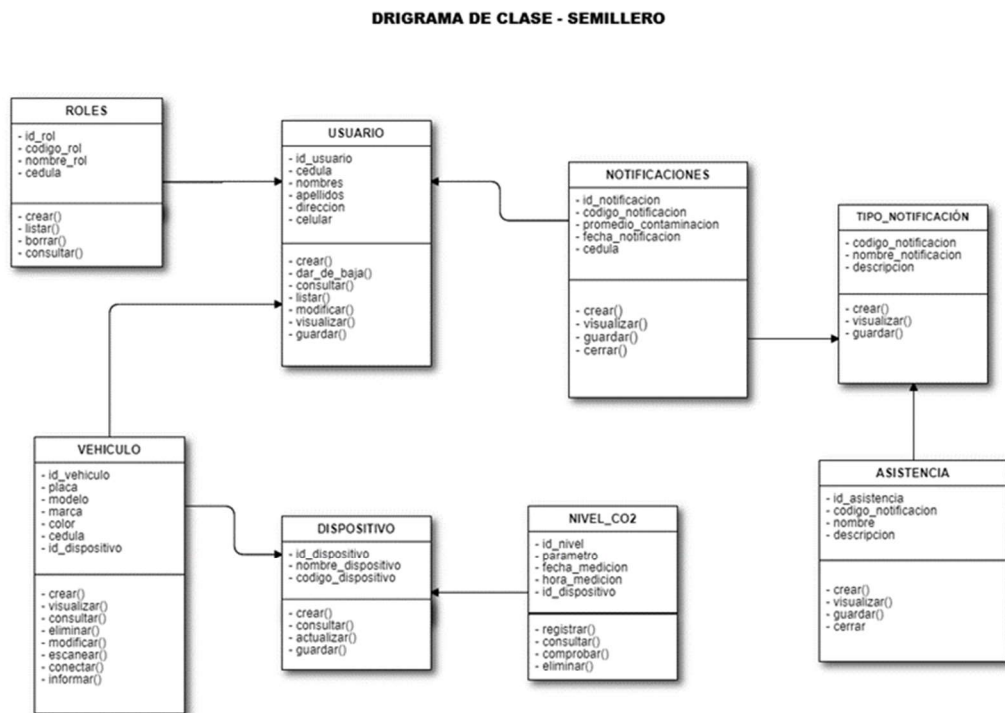 DRIGRAMA DE CLASE - SEMILLERO
ROLES
- id_rol
- codigo_rol
- nombre_rol
- cedula
- crear()
- listar()
- borrar()
- consultar()
USUARIO
- id_usuario
- cedula
- nombres
- apellidos
- direccion
- celular
- crear()
- dar_de_baja()
- consultar()
- listar()
- modificar()
- visualizar()
- guardar()
NOTIFICACIONES
- id_notificacion
- código_notificacion
- promedio_contaminacion
- fecha_notificacion
- cedula
- crear()
- visualizar()
- guardar()
- cerrar()
TIPO_NOTIFICACIÓN
- codigo_notificacion
- nombre_notificacion
- descripcion
- crear()
- visualizar()
- guardar()
VEHICULO
- id_vehiculo
- placa
- modelo
- marca
- color
- cedula
- id_dispositivo
- crear()
- visualizar()
- consultar()
- eliminar()
- modificar()
- escanear()
- conectar()
- informar()
DISPOSITIVO
- id_dispositivo
- nombre_dispositivo
- codigo_dispositivo
- crear()
- consultar()
- actualizar()
- guardar()
NIVEL_CO2
- id_nivel
- parametro
- fecha_medicion
- hora_medicion
- id_dispositivo
- registrar()
- consultar()
- comprobar()
- eliminar()
ASISTENCIA
- id_asistencia
- codigo_notificacion
- nombre
- descripcion
- crear()
- visualizar()
- guardar()
- cerrar